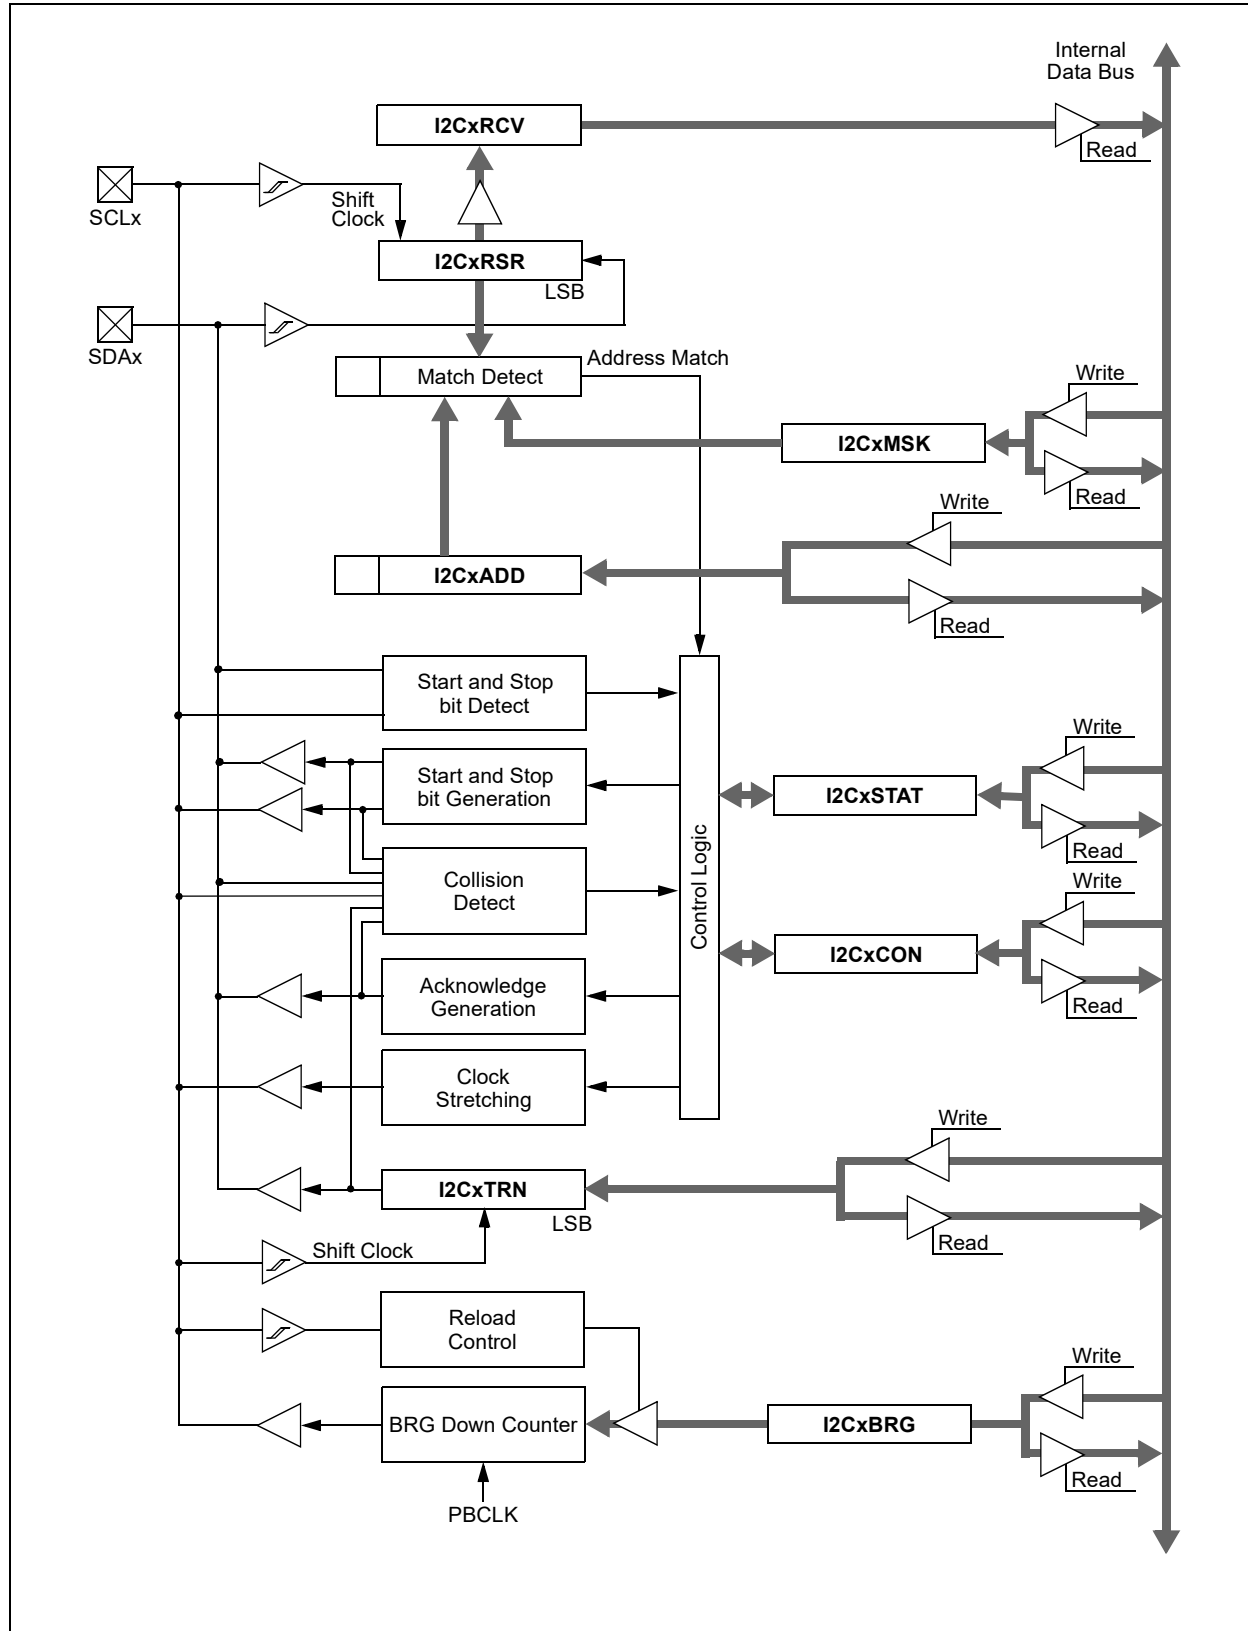 Internal
Data Bus
I2CxRCV
Read
SCLx
Shift
Clock
I2CxRSR
LSB
SDAx
Address Match
Match Detect
Write
I2CxMSK
Read
Write
I2CxADD
Read
Start and Stop
bit Detect
Write
Start and Stop
bit Generation
I2CxSTAT
Read
Control Logic
Collision
Detect
Write
I2CxCON
Acknowledge
Generation
Read
Clock
Stretching
Write
I2CxTRN
LSB
Read
Shift Clock
Reload
Control
Write
BRG Down Counter
I2CxBRG
Read
PBCLK